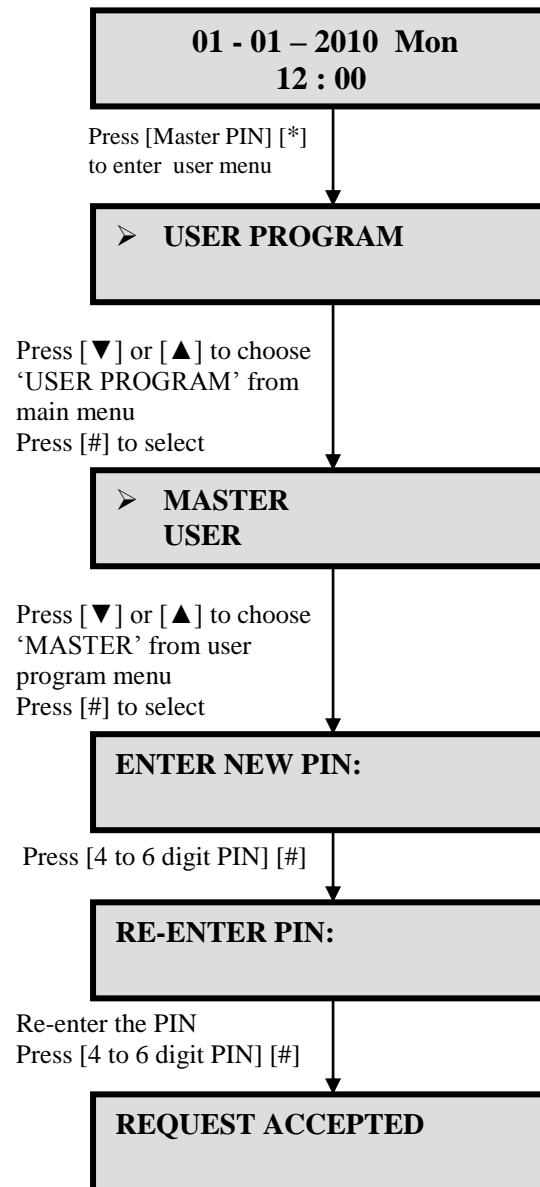 01 - 01 – 2010 Mon
12 : 00
Press [Master PIN] [*]
to enter user menu
➢ USER PROGRAM
Press [▼] or [▲] to choose
‘USER PROGRAM’ from
main menu
Press [#] to select
➢ MASTER
USER
Press [▼] or [▲] to choose
‘MASTER’ from user
program menu
Press [#] to select
ENTER NEW PIN:
Press [4 to 6 digit PIN] [#]
RE-ENTER PIN:
Re-enter the PIN
Press [4 to 6 digit PIN] [#]
REQUEST ACCEPTED